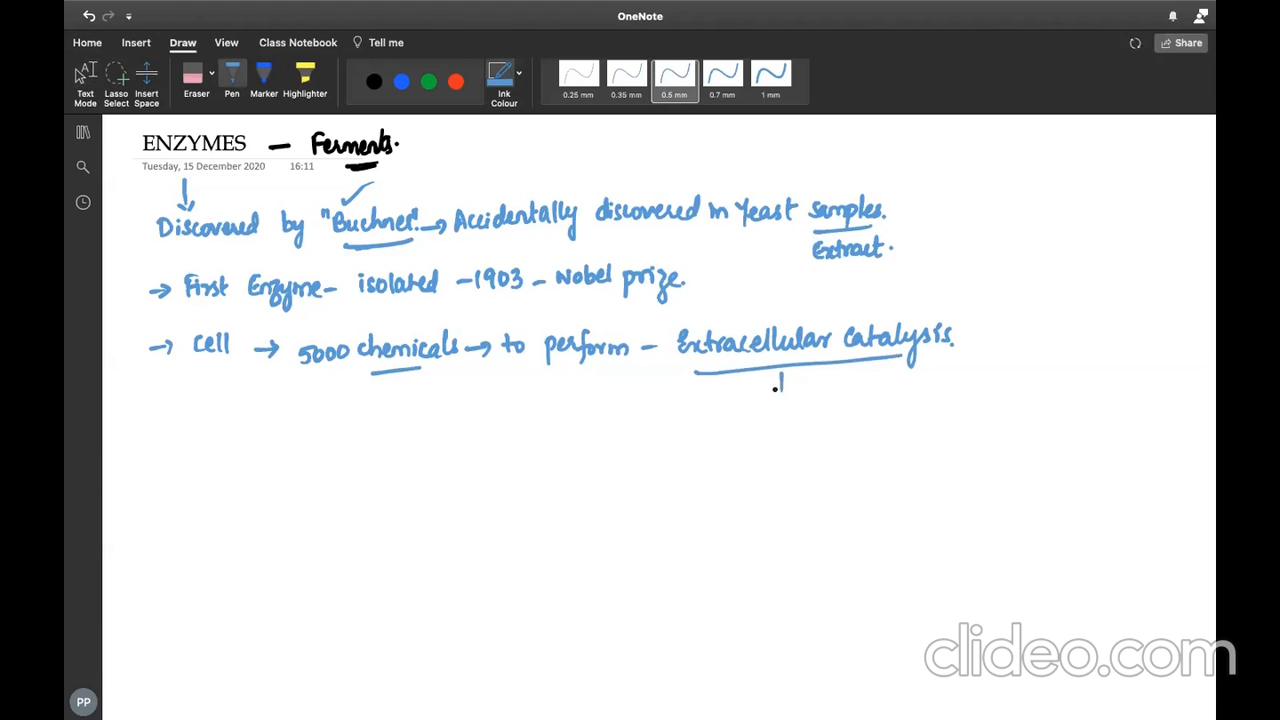 OneNote
Home Insert Draw View Class Notebook Tell me Share
Text Mode Lasso Select Insert Space Eraser Pen Marker Highlighter Ink Colour 0.25 mm 0.35 mm 0.5 mm 0.7 mm 1 mm
ENZYMES — Ferments.
Tuesday, 15 December 2020 16:11
Discovered by "Buchner". → Accidentally discovered in Yeast samples.
Extract.
→ First Enzyme - isolated - 1903 - Nobel prize.
→ Cell → 5000 chemicals → to perform - Extracellular catalysis.
clideo.com
PP